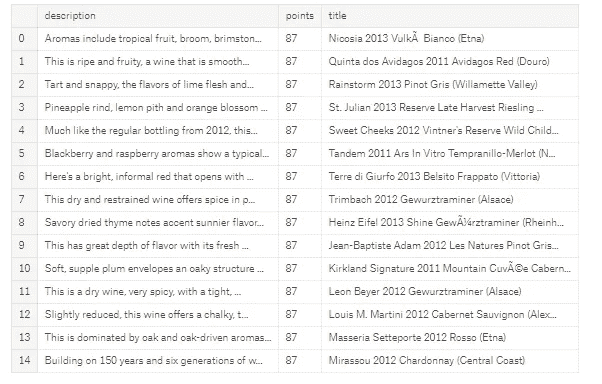 description points title
0 Aromas include tropical fruit, broom, brimston... 87 Nicosia 2013 VulkÃ Bianco (Etna)
1 This is ripe and fruity, a wine that is smooth... 87 Quinta dos Avidagos 2011 Avidagos Red (Douro)
2 Tart and snappy, the flavors of lime flesh and... 87 Rainstorm 2013 Pinot Gris (Willamette Valley)
3 Pineapple rind, lemon pith and orange blossom ... 87 St. Julian 2013 Reserve Late Harvest Riesling ...
4 Much like the regular bottling from 2012, this... 87 Sweet Cheeks 2012 Vintner's Reserve Wild Child...
5 Blackberry and raspberry aromas show a typical... 87 Tandem 2011 Ars In Vitro Tempranillo-Merlot (N...
6 Here's a bright, informal red that opens with ... 87 Terre di Giurfo 2013 Belsito Frappato (Vittoria)
7 This dry and restrained wine offers spice in p... 87 Trimbach 2012 Gewurztraminer (Alsace)
8 Savory dried thyme notes accent sunnier flavor... 87 Heinz Eifel 2013 Shine GewÃ¼rztraminer (Rheinh...
9 This has great depth of flavor with its fresh ... 87 Jean-Baptiste Adam 2012 Les Natures Pinot Gris...
10 Soft, supple plum envelopes an oaky structure ... 87 Kirkland Signature 2011 Mountain CuvÃ©e Cabern...
11 This is a dry wine, very spicy, with a tight, ... 87 Leon Beyer 2012 Gewurztraminer (Alsace)
12 Slightly reduced, this wine offers a chalky, t... 87 Louis M. Martini 2012 Cabernet Sauvignon (Alex...
13 This is dominated by oak and oak-driven aromas... 87 Masseria Setteporte 2012 Rosso (Etna)
14 Building on 150 years and six generations of w... 87 Mirassou 2012 Chardonnay (Central Coast)